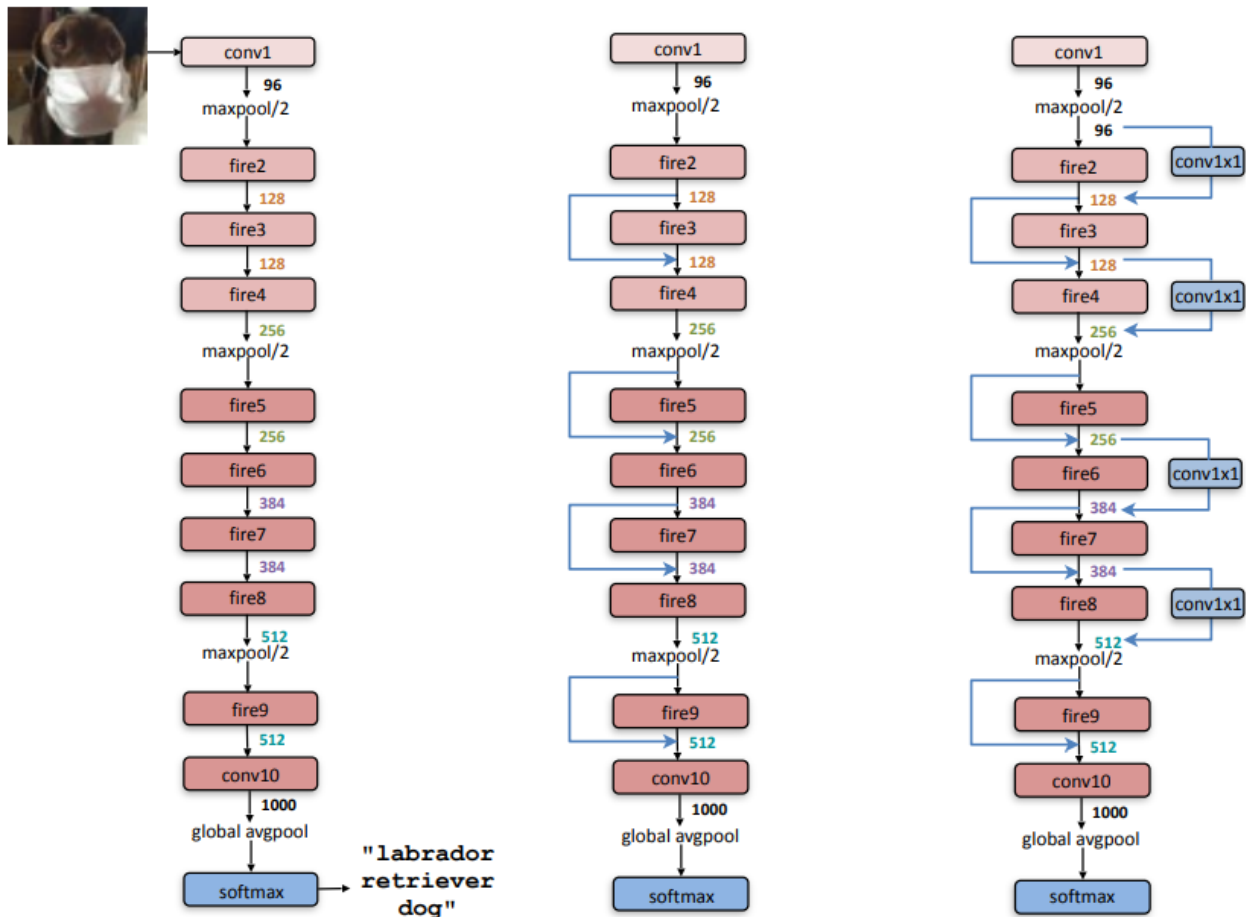 conv1
96
maxpool/2
fire2
128
fire3
128
fire4
256
maxpool/2
fire5
256
fire6
384
fire7
384
fire8
512
maxpool/2
fire9
512
conv10
1000
global avgpool
softmax
"labrador
retriever
dog"
conv1
96
maxpool/2
fire2
128
fire3
128
fire4
256
maxpool/2
fire5
256
fire6
384
fire7
384
fire8
512
maxpool/2
fire9
512
conv10
1000
global avgpool
softmax
conv1
96
maxpool/2
96
conv1x1
fire2
128
fire3
128
conv1x1
fire4
256
maxpool/2
fire5
256
conv1x1
fire6
384
fire7
384
conv1x1
fire8
512
maxpool/2
fire9
512
conv10
1000
global avgpool
softmax